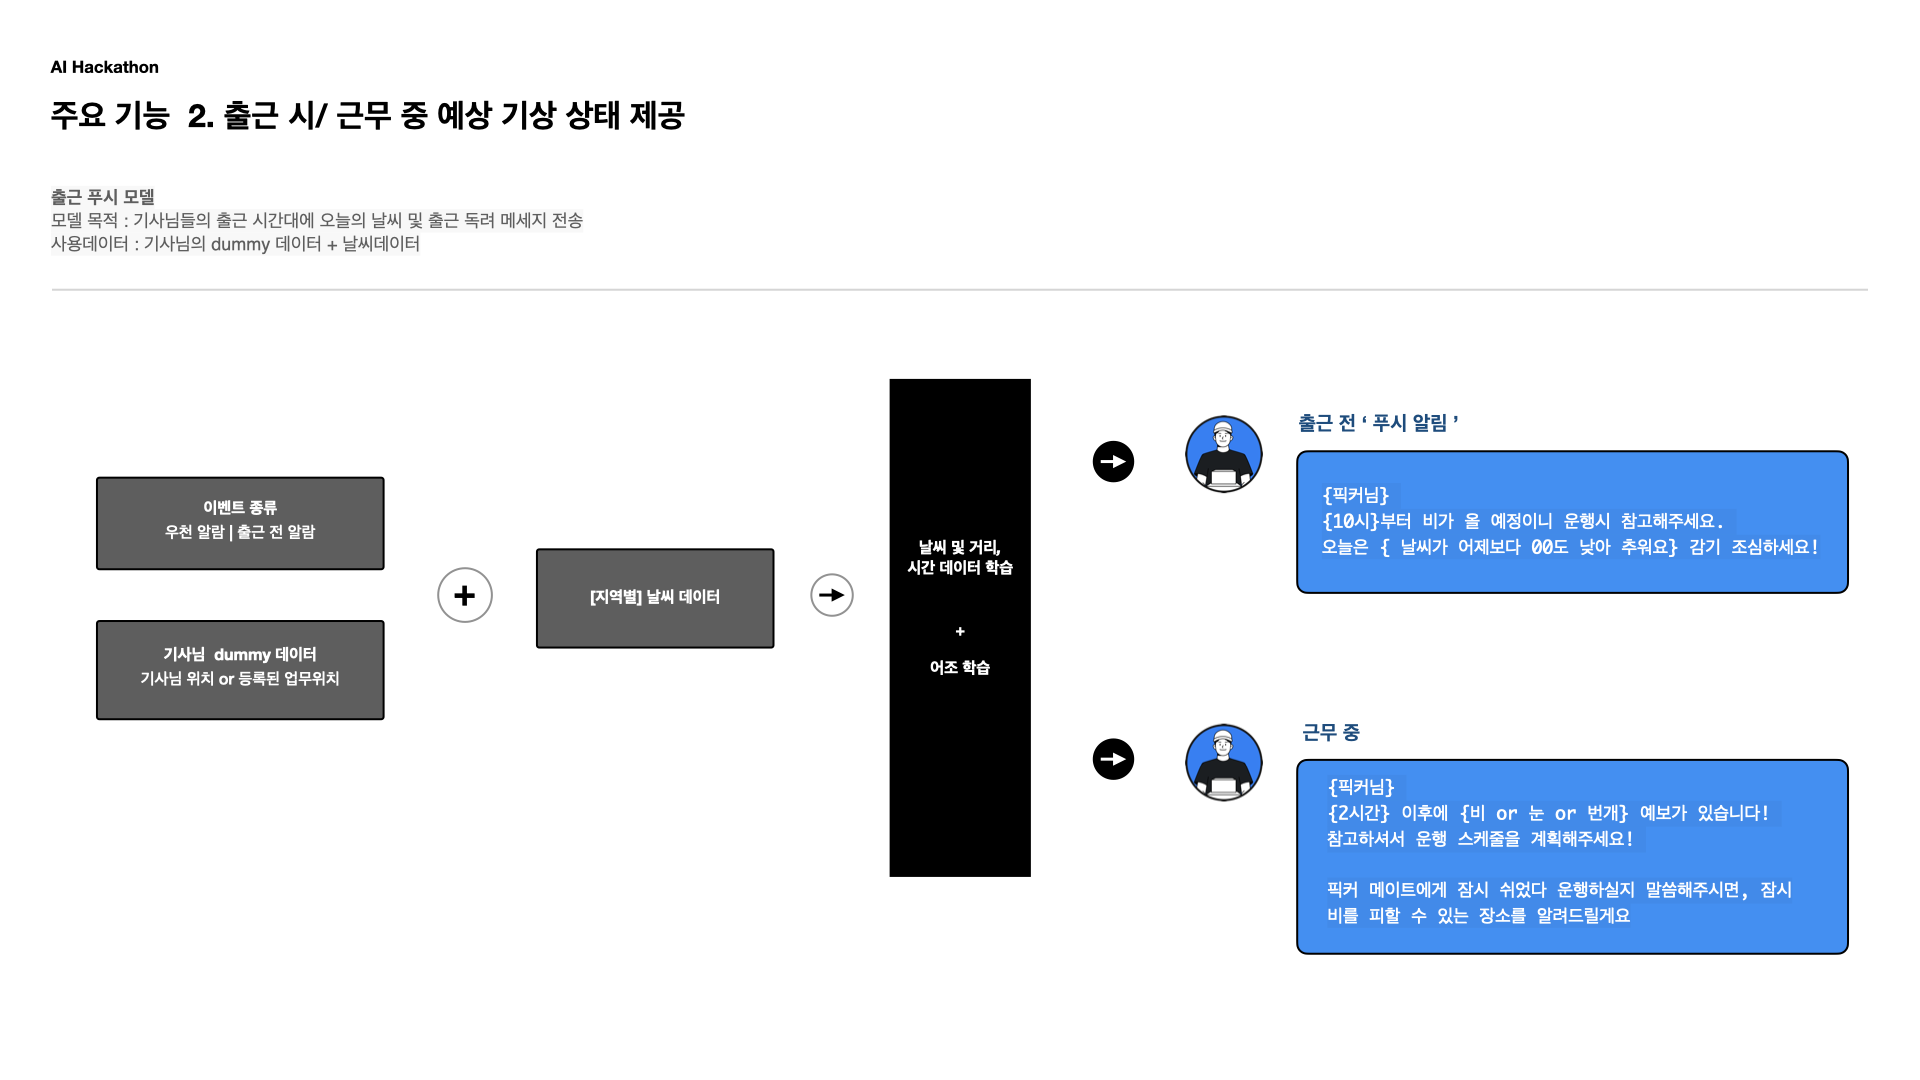 AI Hackathon
주요 기능  2. 출근 시/ 근무 중 예상 기상 상태 제공
출근 푸시 모델
모델 목적 : 기사님들의 출근 시간대에 오늘의 날씨 및 출근 독려 메세지 전송
사용데이터 : 기사님의 dummy 데이터 + 날씨데이터
이벤트 종류
우천 알람 | 출근 전 알람
기사님  dummy 데이터
기사님 위치 or 등록된 업무위치
+
[지역별] 날씨 데이터
날씨 및 거리,
시간 데이터 학습
+
어조 학습
출근 전 ‘ 푸시 알림 ’
{픽커님}
{10시}부터 비가 올 예정이니 운행시 참고해주세요.
오늘은 { 날씨가 어제보다 00도 낮아 추워요} 감기 조심하세요!
근무 중
{픽커님}
{2시간} 이후에 {비 or 눈 or 번개} 예보가 있습니다!
참고하셔서 운행 스케줄을 계획해주세요!
픽커 메이트에게 잠시 쉬었다 운행하실지 말씀해주시면, 잠시
비를 피할 수 있는 장소를 알려드릴게요